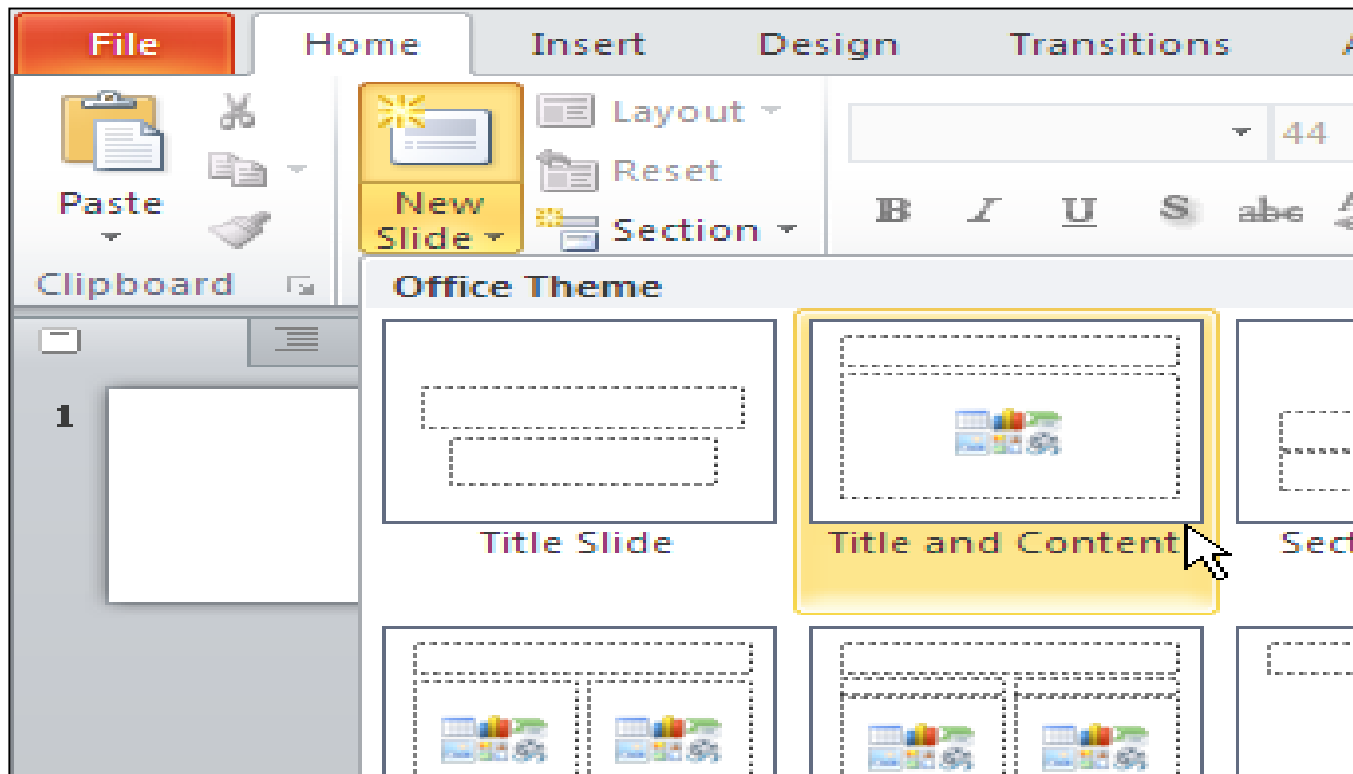 File Home Insert Design Transitions
Layout
44
Reset
Paste
New
Slide
Section
B I U S abc
Clipboard
Office Theme
1
Title Slide Title and Content